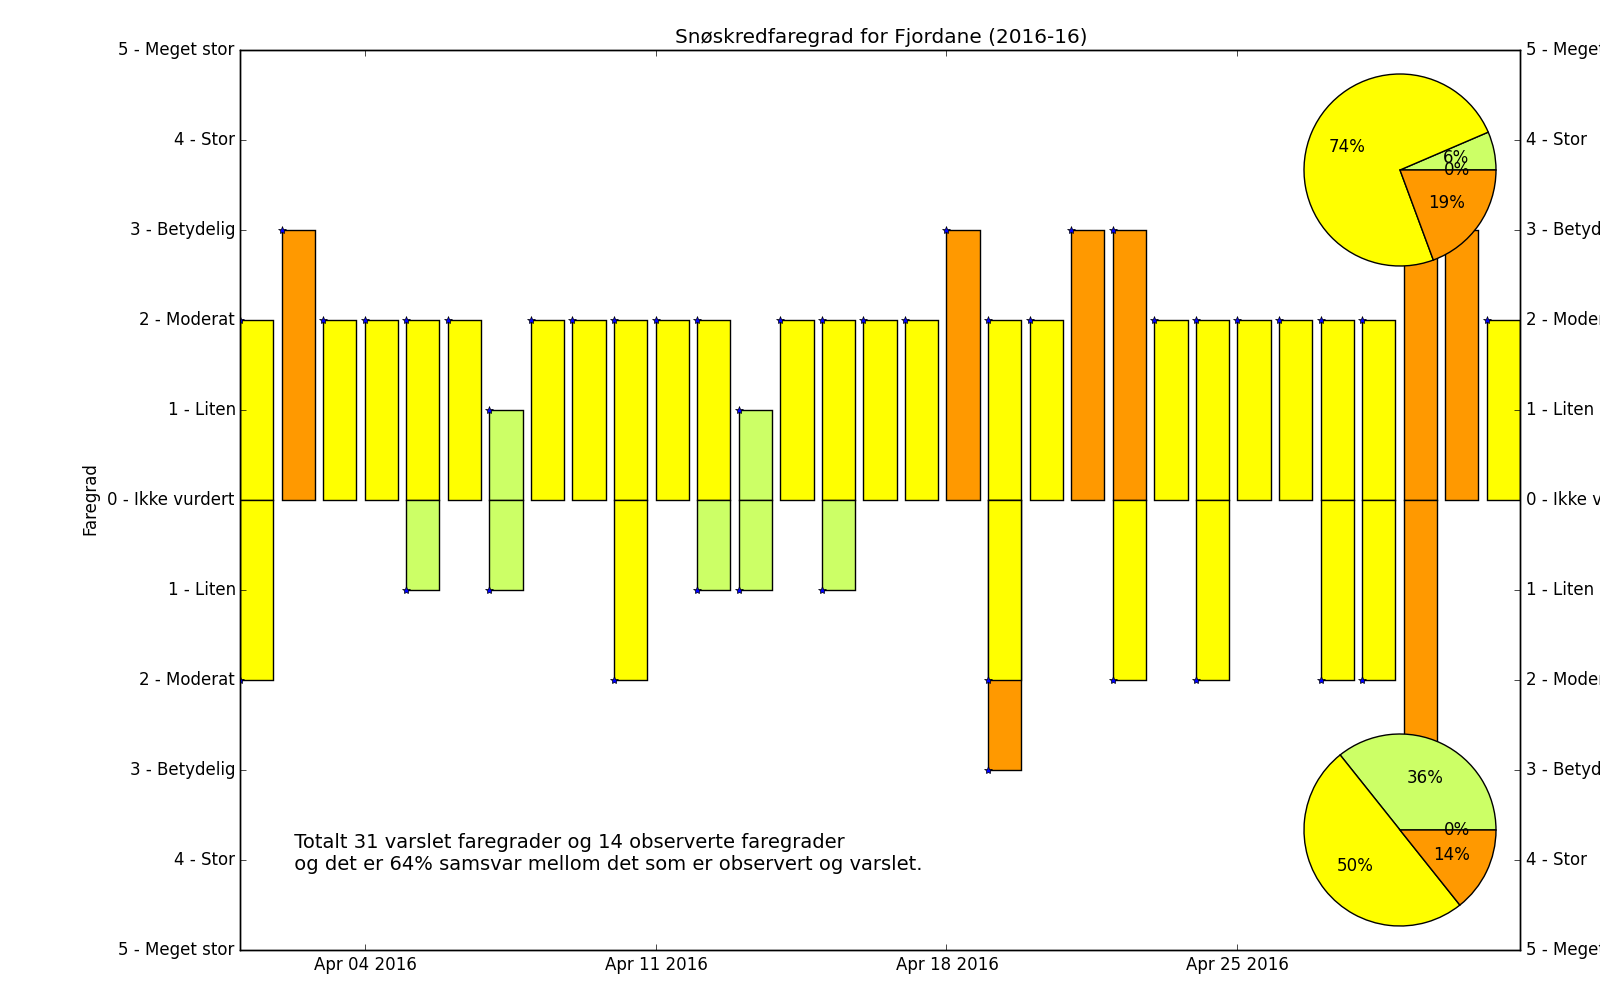 Snøskredfaregrad for Fjordane (2016-16)
Faregrad
5 - Meget stor
4 - Stor
3 - Betydelig
2 - Moderat
1 - Liten
0 - Ikke vurdert
1 - Liten
2 - Moderat
3 - Betydelig
4 - Stor
5 - Meget stor
74%
6%
0%
19%
36%
0%
14%
50%
Totalt 31 varslet faregrader og 14 observerte faregrader
og det er 64% samsvar mellom det som er observert og varslet.
Apr 04 2016
Apr 11 2016
Apr 18 2016
Apr 25 2016
5 -
4 - Stor
3 -
2 -
1 - Liten
0 - Ikke
1 - Liten
2 -
3 -
4 - Stor
5 -